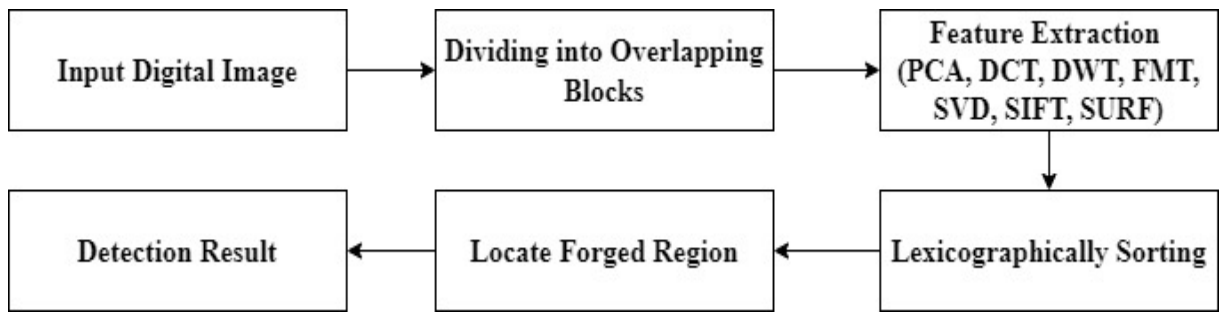 Input Digital Image
Dividing into Overlapping
Blocks
Feature Extraction
(PCA, DCT, DWT, FMT,
SVD, SIFT, SURF)
Lexicographically Sorting
Locate Forged Region
Detection Result